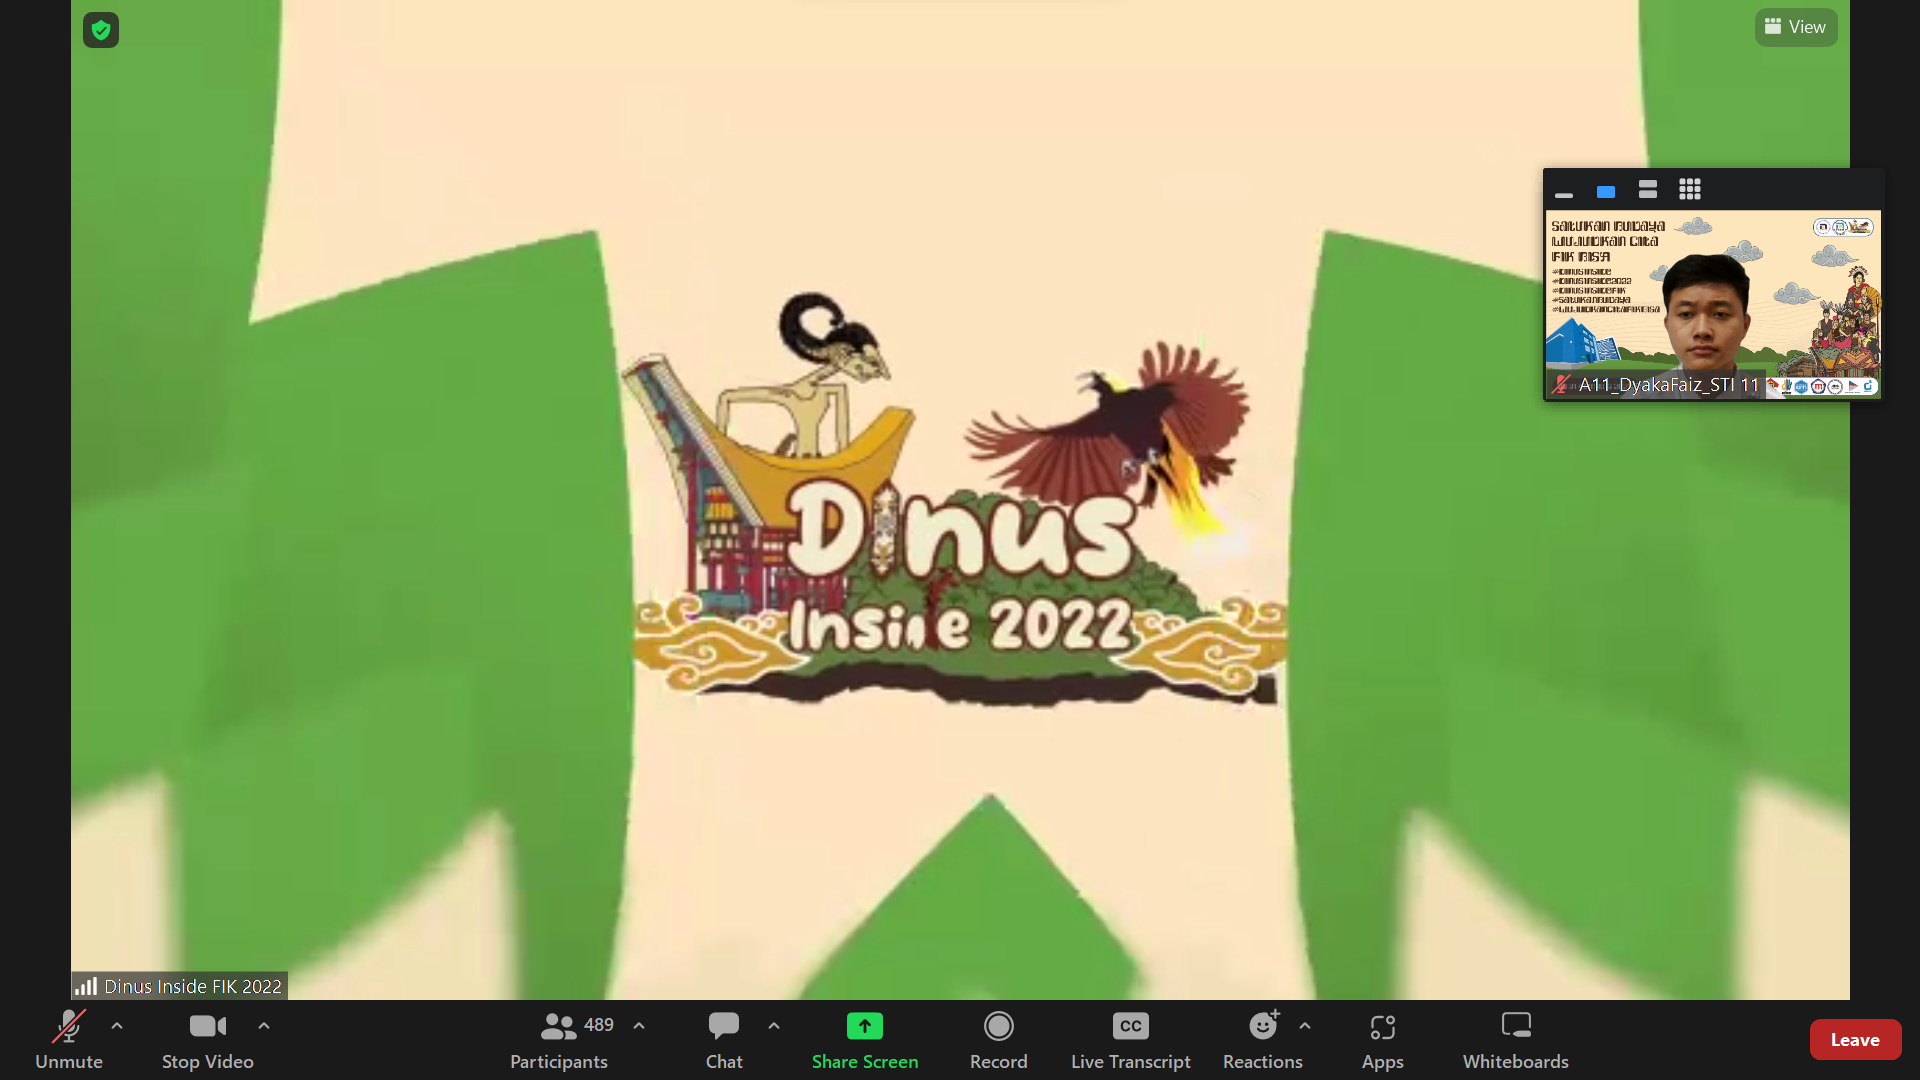 View
SATUKAN BUDAYA
WUJUDKAN CITA
FIK BISA
#DINUSINSIDE
#DINUSINSIDE2022
#DINUSINSIDEFIK
#SATUKANBUDAYA
#WUJUDKANCITAFIKBISA
A11_DyakaFaiz_STI 11
Dinus
Inside 2022
Dinus Inside FIK 2022
489
CC
Unmute
Stop Video
Participants
Chat
Share Screen
Record
Live Transcript
Reactions
Apps
Whiteboards
Leave